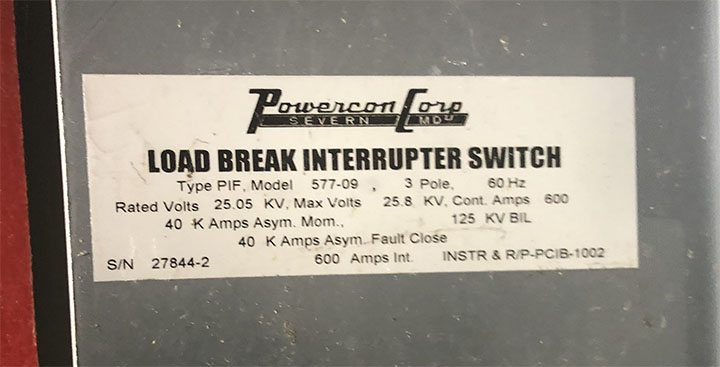 Powercon Corp
SEVERN MD
LOAD BREAK INTERRUPTER SWITCH
Type PIF, Model 577-09 , 3 Pole, 60 Hz
Rated Volts 25.05 KV, Max Volts 25.8 KV, Cont. Amps 600
40 K Amps Asym. Mom., 125 KV BIL
40 K Amps Asym. Fault Close
S/N 27844-2 600 Amps Int. INSTR & R/P-PCIB-1002